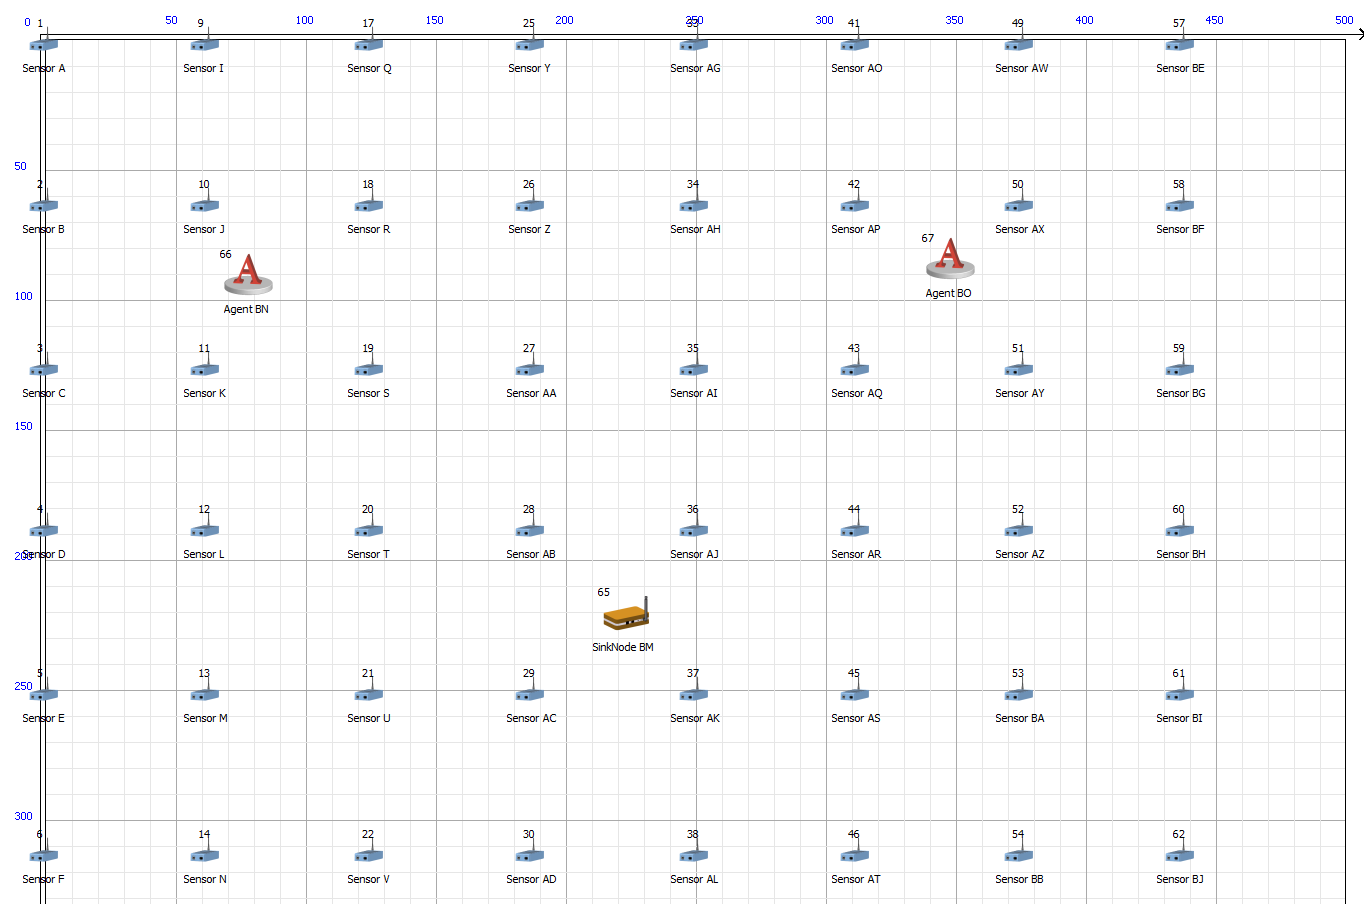 0 50 100 150 200 250 300 350 400 450 500
1 9 17 25 33 41 49 57
Sensor A Sensor I Sensor Q Sensor Y Sensor AG Sensor AO Sensor AW Sensor BE
50
2 10 18 26 34 42 50 58
Sensor B Sensor J Sensor R Sensor Z Sensor AH Sensor AP Sensor AX Sensor BF
67
66
Agent BO
100
Agent BN
3 11 19 27 35 43 51 59
Sensor C Sensor K Sensor S Sensor AA Sensor AI Sensor AQ Sensor AY Sensor BG
150
4 12 20 28 36 44 52 60
Sensor D Sensor L Sensor T Sensor AB Sensor AJ Sensor AR Sensor AZ Sensor BH
200
65
SinkNode BM
5 13 21 29 37 45 53 61
250
Sensor E Sensor M Sensor U Sensor AC Sensor AK Sensor AS Sensor BA Sensor BI
300
6 14 22 30 38 46 54 62
Sensor F Sensor N Sensor V Sensor AD Sensor AL Sensor AT Sensor BB Sensor BJ